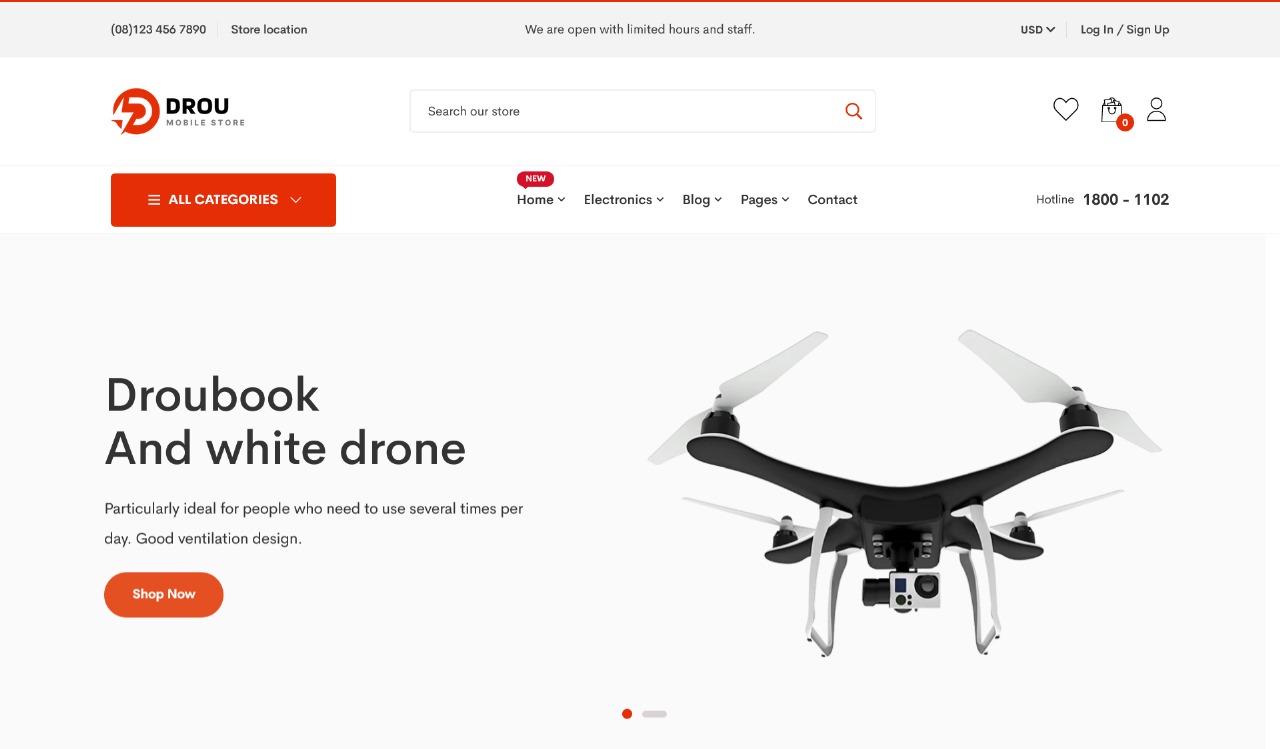 (08)123 456 7890 Store location We are open with limited hours and staff. USD Log In / Sign Up
DROU
MOBILE STORE
Search our store
0
NEW
ALL CATEGORIES Home Electronics Blog Pages Contact Hotline 1800 - 1102
Droubook
And white drone
Particularly ideal for people who need to use several times per
day. Good ventilation design.
Shop Now